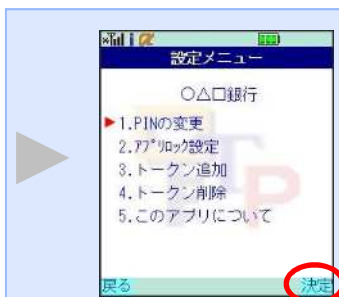 設定メニュー
○△□銀行
1.PINの変更
2.ｱﾌﾟﾘﾛｯｸ設定
3.トークン追加
4.トークン削除
5.このアプリについて
戻る 決定